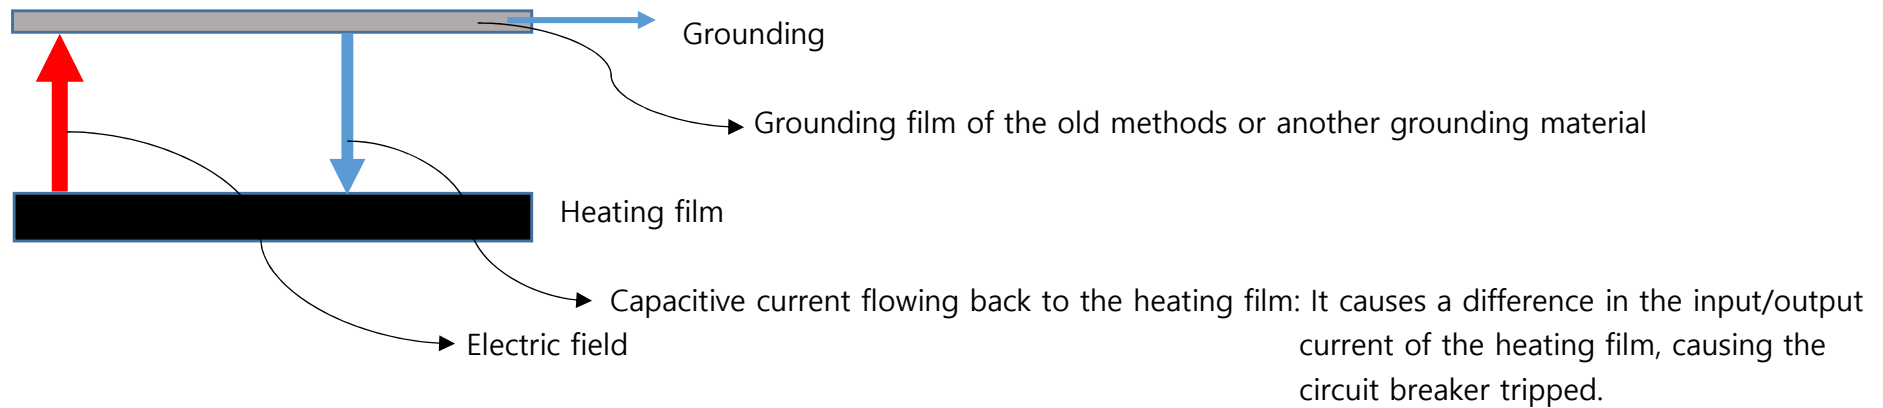 Grounding
Grounding film of the old methods or another grounding material
Heating film
Capacitive current flowing back to the heating film: It causes a difference in the input/output
current of the heating film, causing the
circuit breaker tripped.
Electric field